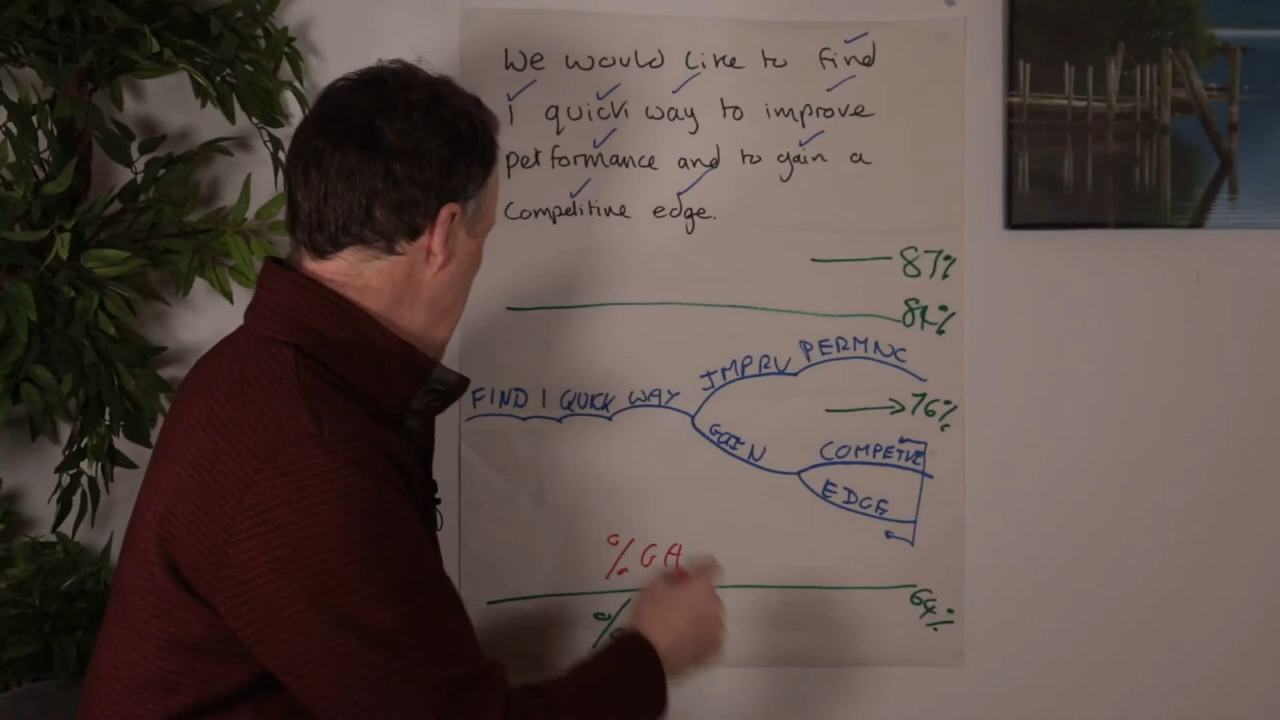 We would like to find
1 quick way to improve
performance and to gain a
Competitive edge.
87%
81%
IMPRV PERMNC
FIND 1 QUICK WAY
76%
GAIN
COMPETVE
EDGE
% GA
64%
%